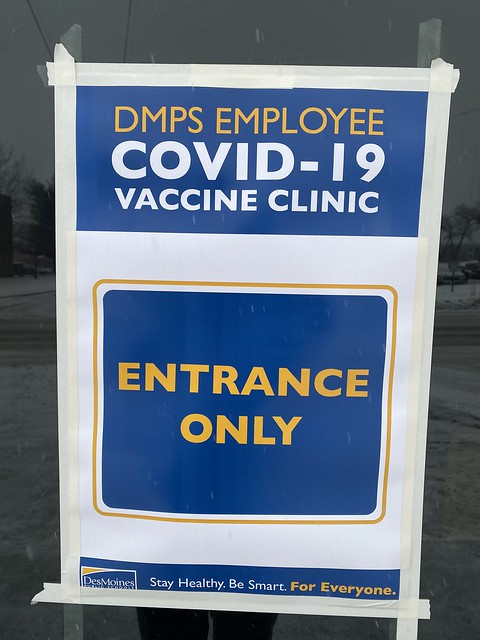 DMPS EMPLOYEE
COVID-19
VACCINE CLINIC
ENTRANCE
ONLY
DesMoines
Stay Healthy. Be Smart. For Everyone.